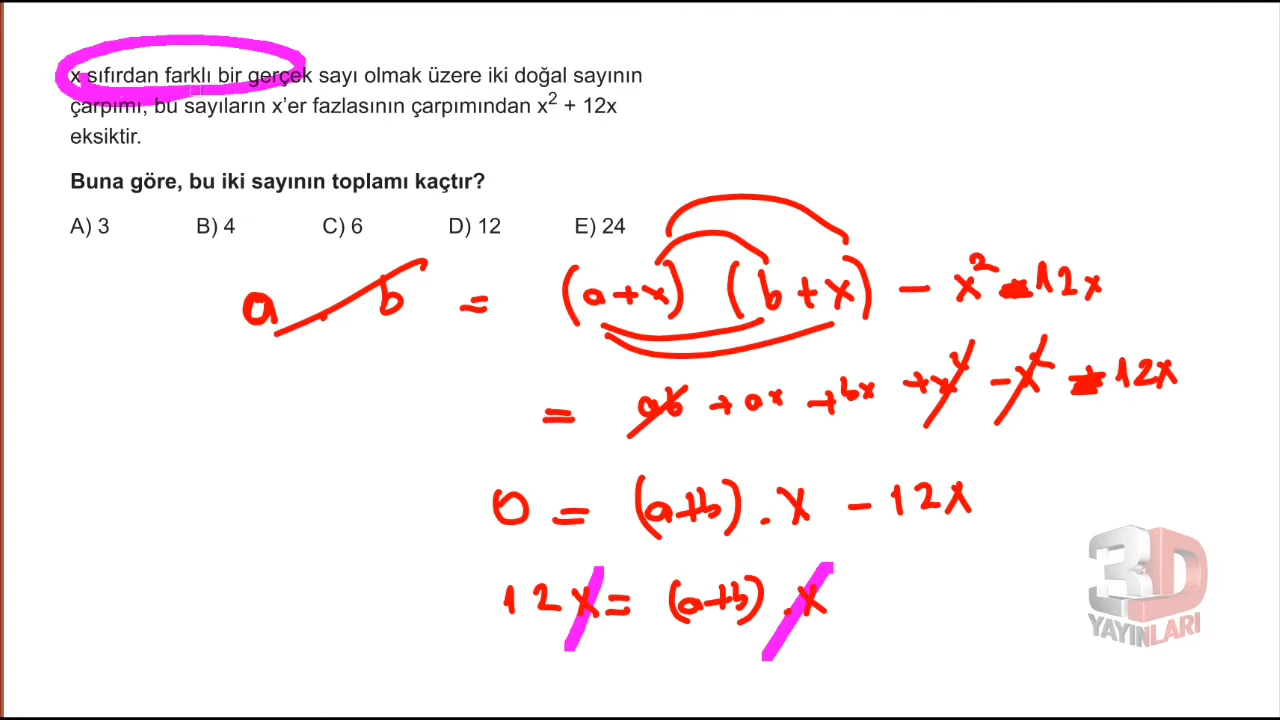 x sıfırdan farklı bir gerçek sayı olmak üzere iki doğal sayının
çarpımı, bu sayıların x'er fazlasının çarpımından x² + 12x
eksiktir.
Buna göre, bu iki sayının toplamı kaçtır?
A) 3 B) 4 C) 6 D) 12 E) 24
a . b = (a+x) (b+x) - x² - 12x
= ab + ax + bx + x² - x² - 12x
0 = (a+b) . x - 12x
12x = (a+b) . x
3D
YAYINLARI